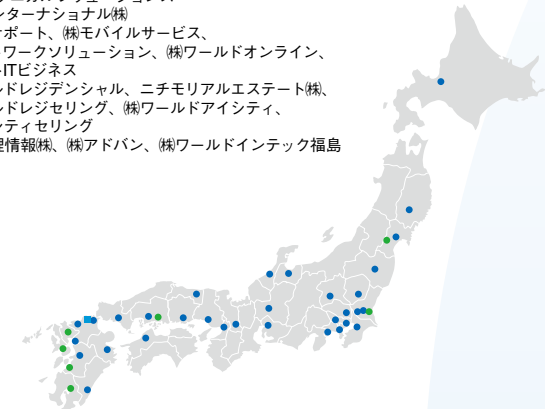 ンターナショナル㈱
ポート、㈱モバイルサービス、
ワークソリューション、㈱ワールドオンライン、
ITビジネス
ルドレジデンシャル、ニチモリアルエステート㈱、
ルドレジセリング、㈱ワールドアイシティ、
ンティセリング
情報㈱、㈱アドバン、㈱ワールドインテック福島